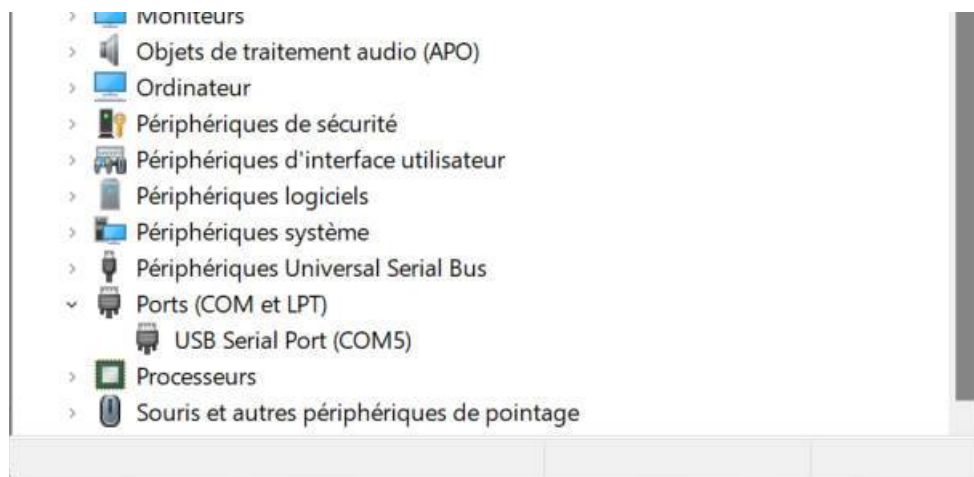 Moniteurs
Objets de traitement audio (APO)
Ordinateur
Périphériques de sécurité
Périphériques d'interface utilisateur
Périphériques logiciels
Périphériques système
Périphériques Universal Serial Bus
Ports (COM et LPT)
USB Serial Port (COM5)
Processeurs
Souris et autres périphériques de pointage